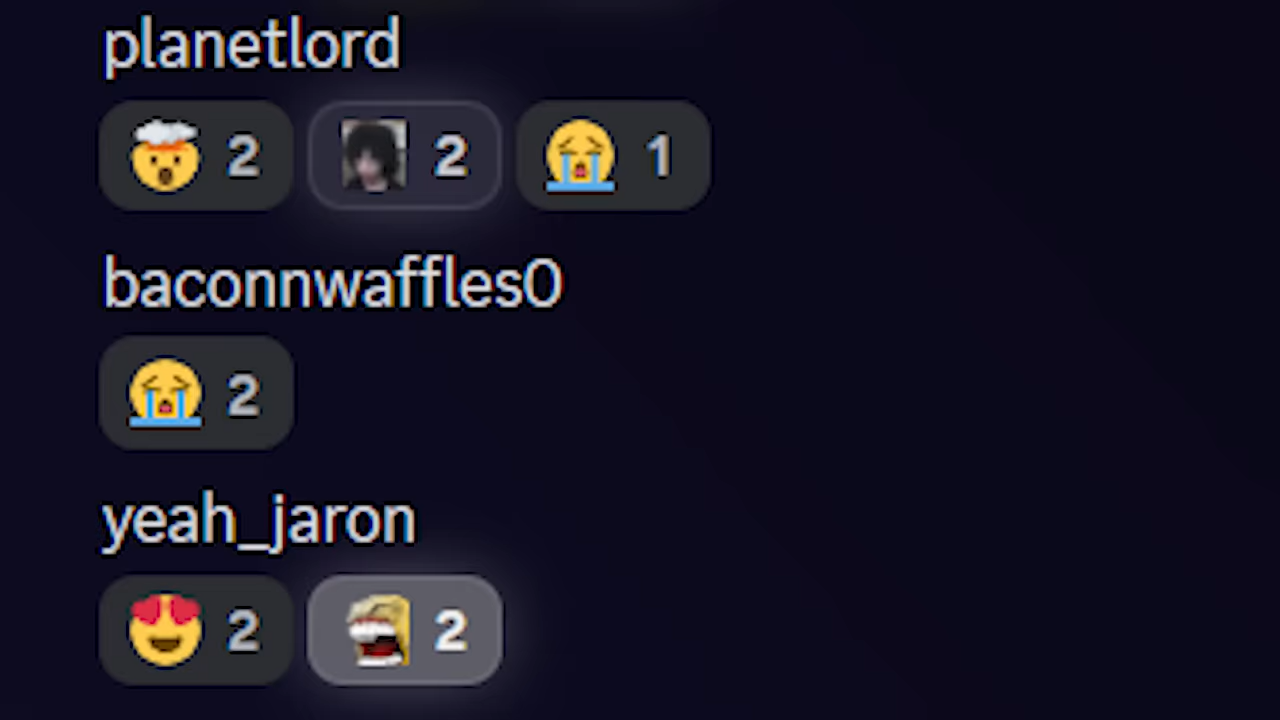 planetlord
2 2 1
baconnwaffles0
2
yeah_jaron
2 2